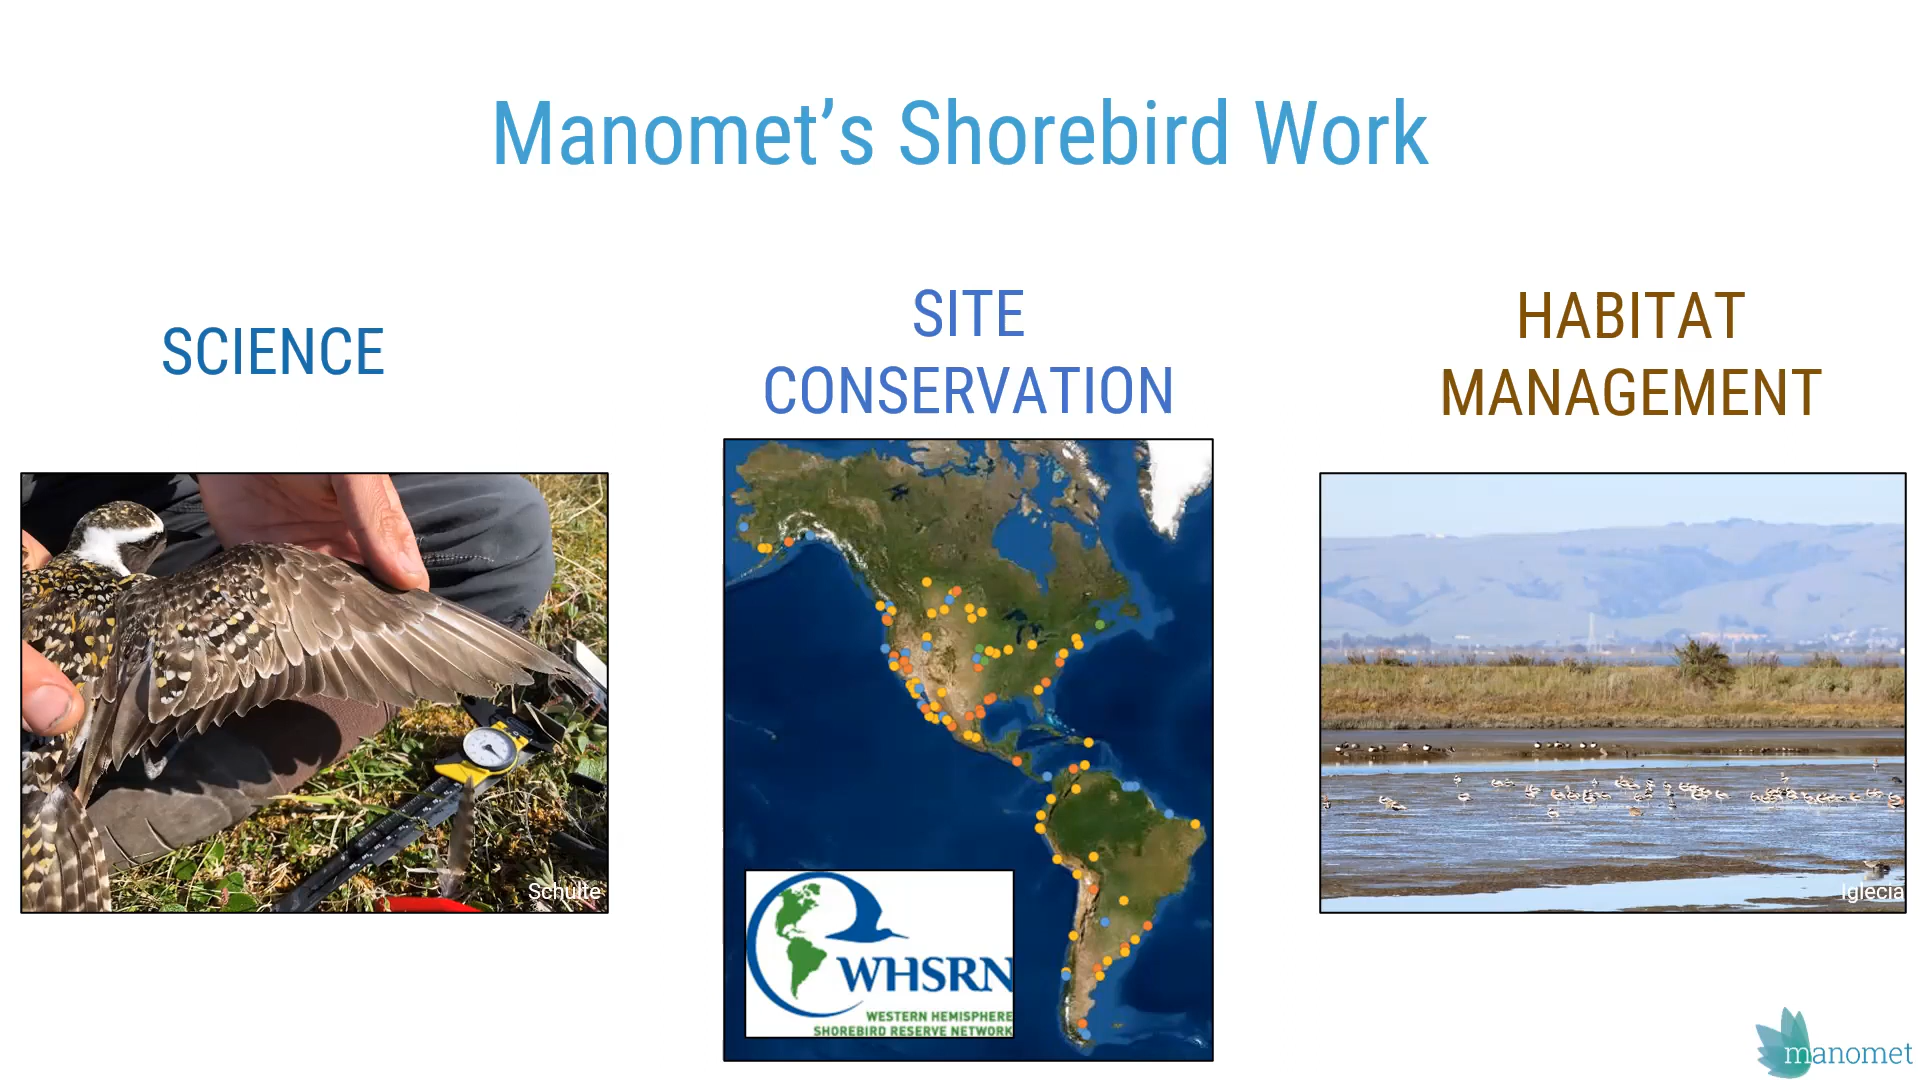 Manomet’s Shorebird Work
SCIENCE
SITE
CONSERVATION
HABITAT
MANAGEMENT
Schulte
WHSRN
WESTERN HEMISPHERE
SHOREBIRD RESERVE NETWORK
Iglecia
manomet